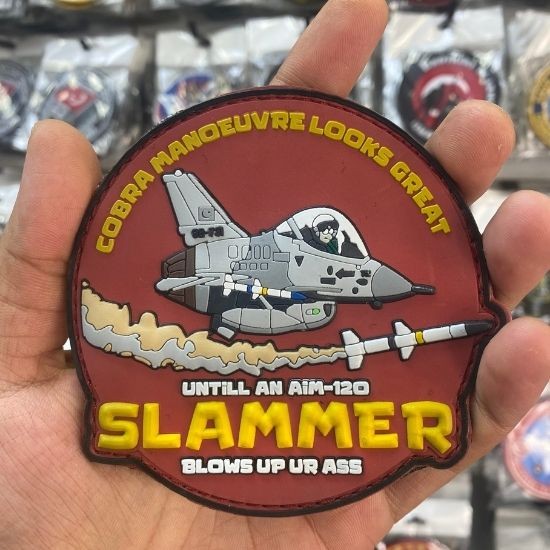 COBRA MANOEUVRE LOOKS GREAT
UNTiLL AN AiM-120
SLAMMER
BLOWS UP UR ASS